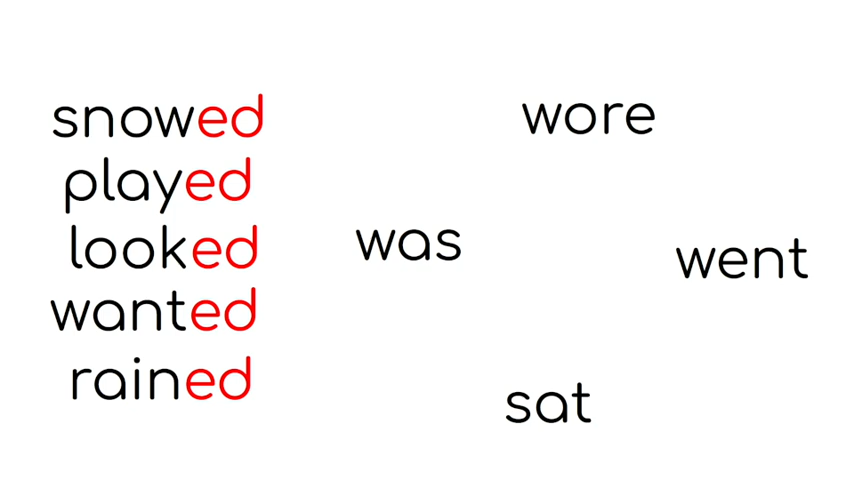 snowed
played
looked
wanted
rained
wore
was
went
sat